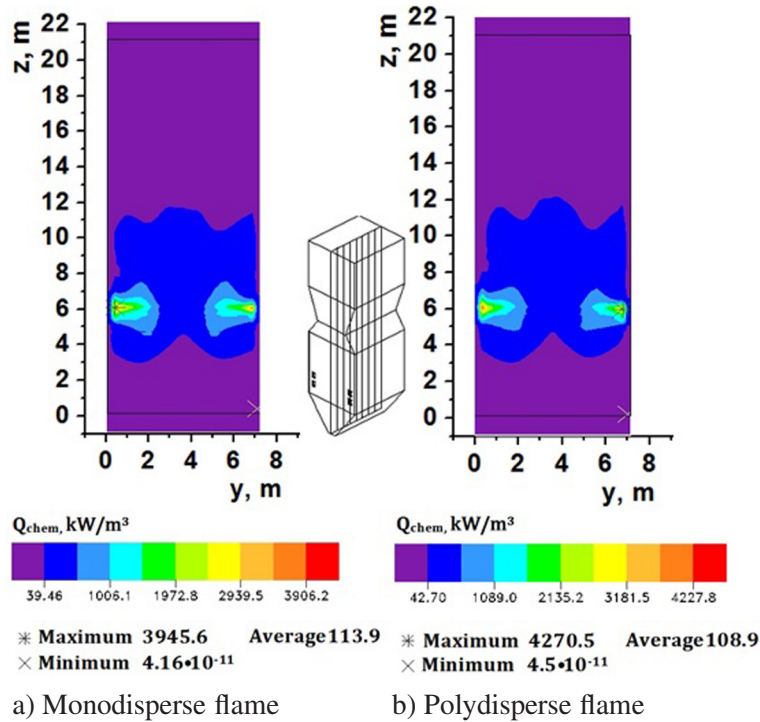 z, m
22
20
18
16
14
12
10
8
6
4
2
0
0 2 4 6 8
y, m
Qchem, kW/m³
39.46 1006.1 1972.8 2939.5 3906.2
Maximum 3945.6 Average113.9
Minimum 4.16•10⁻¹¹
a) Monodisperse flame
z, m
22
20
18
16
14
12
10
8
6
4
2
0
0 2 4 6 8
y, m
Qchem, kW/m³
42.70 1089.0 2135.2 3181.5 4227.8
Maximum 4270.5 Average108.9
Minimum 4.5•10⁻¹¹
b) Polydisperse flame